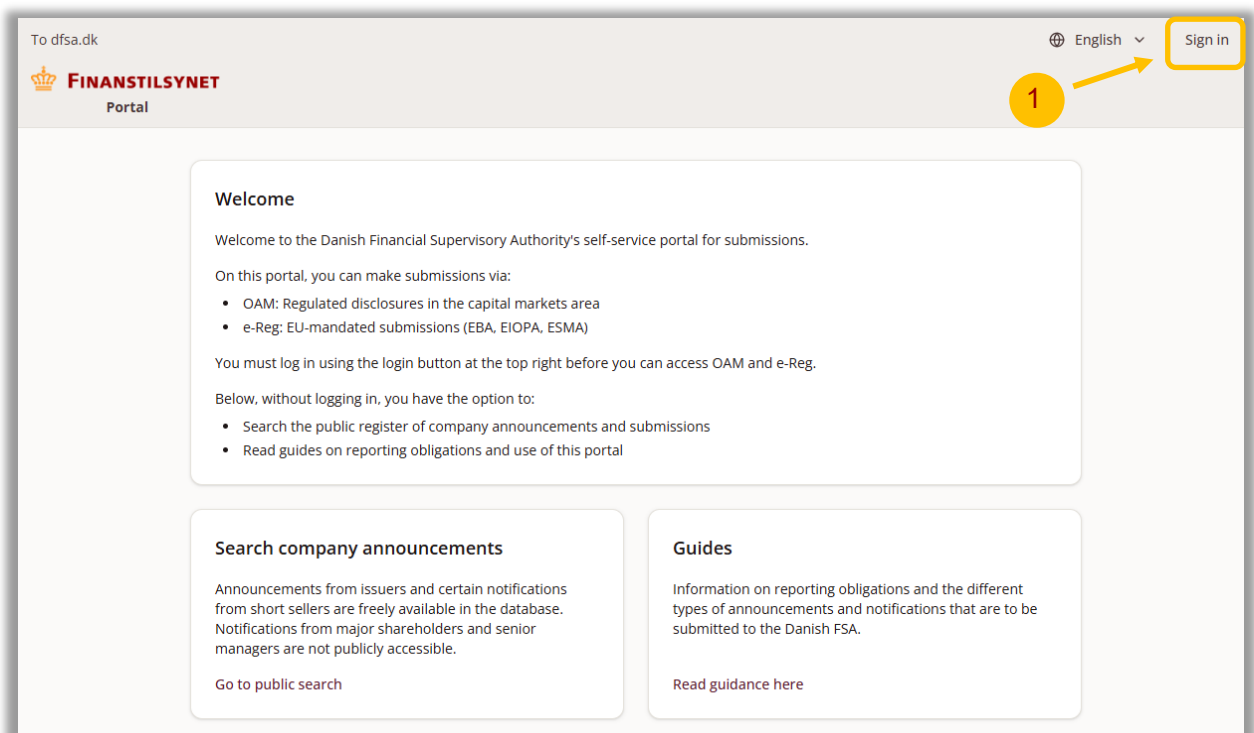 To dfsa.dk
English
Sign in
FINANSTILSYNET
Portal
1
Welcome
Welcome to the Danish Financial Supervisory Authority's self-service portal for submissions.
On this portal, you can make submissions via:
• OAM: Regulated disclosures in the capital markets area
• e-Reg: EU-mandated submissions (EBA, EIOPA, ESMA)
You must log in using the login button at the top right before you can access OAM and e-Reg.
Below, without logging in, you have the option to:
• Search the public register of company announcements and submissions
• Read guides on reporting obligations and use of this portal
Search company announcements
Announcements from issuers and certain notifications
from short sellers are freely available in the database.
Notifications from major shareholders and senior
managers are not publicly accessible.
Go to public search
Guides
Information on reporting obligations and the different
types of announcements and notifications that are to be
submitted to the Danish FSA.
Read guidance here